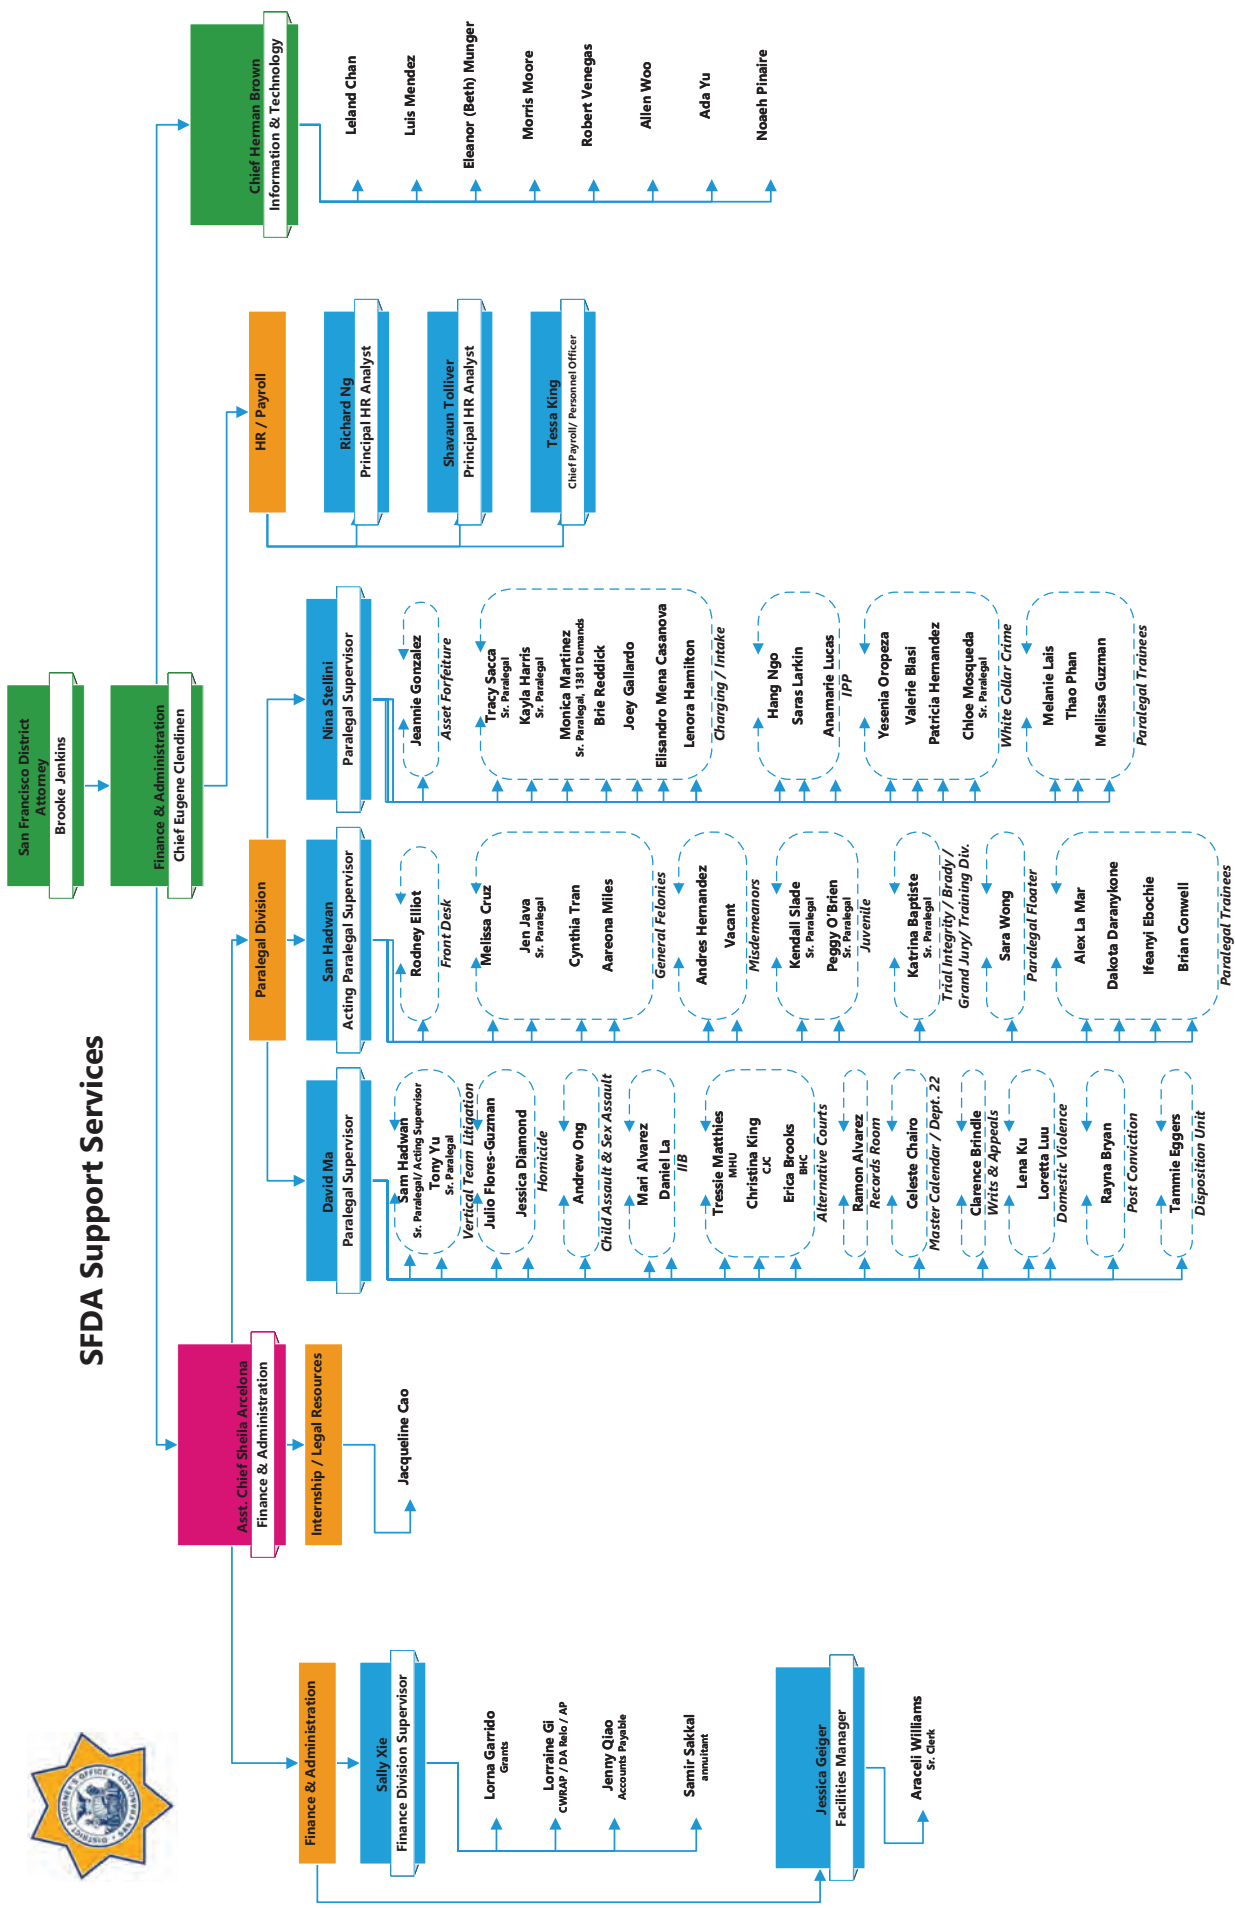 SFDA Support Services
DISTRICT ATTORNEY'S OFFICE
SAN FRANCISCO
San Francisco District
Attorney
Brooke Jenkins
Finance & Administration
Chief Eugene Clendinen
Asst. Chief Sheila Arcelona
Finance & Administration
Finance & Administration
Sally Xie
Finance Division Supervisor
Lorna Garrido
Grants
Lorraine Gi
CWRAP / DA Relo / AP
Jenny Qiao
Accounts Payable
Samir Sakkal
annuitant
Jessica Geiger
Facilities Manager
Araceli Williams
Sr. Clerk
Internship / Legal Resources
Jacqueline Cao
Paralegal Division
David Ma
Paralegal Supervisor
Sam Hadwan
Sr. Paralegal/ Acting Supervisor
Tony Yu
Sr. Paralegal
Vertical Team Litigation
Julio Flores-Guzman
Jessica Diamond
Homicide
Andrew Ong
Child Assault & Sex Assault
Mari Alvarez
Daniel La
IIB
Tressie Matthies
MHU
Christina King
CJC
Erica Brooks
BHC
Alternative Courts
Ramon Alvarez
Records Room
Celeste Chairo
Master Calendar / Dept. 22
Clarence Brindle
Writs & Appeals
Lena Ku
Loretta Luu
Domestic Violence
Rayna Bryan
Post Conviction
Tammie Eggers
Disposition Unit
San Hadwan
Acting Paralegal Supervisor
Rodney Elliot
Front Desk
Melissa Cruz
Jen Java
Sr. Paralegal
Cynthia Tran
Aareona Miles
General Felonies
Andres Hernandez
Vacant
Misdemeanors
Kendall Slade
Sr. Paralegal
Peggy O'Brien
Sr. Paralegal
Juvenile
Katrina Baptiste
Sr. Paralegal
Trial Integrity / Brady /
Grand Jury/ Training Div.
Sara Wong
Paralegal Floater
Alex La Mar
Dakota Daranykone
Ifeanyi Ebochie
Brian Conwell
Paralegal Trainees
Nina Stellini
Paralegal Supervisor
Jeannie Gonzalez
Asset Forfeiture
Tracy Sacca
Sr. Paralegal
Kayla Harris
Sr. Paralegal
Monica Martinez
Sr. Paralegal, 1381 Demands
Brie Reddick
Joey Gallardo
Elisandro Mena Casanova
Lenora Hamilton
Charging / Intake
Hang Ngo
Saras Larkin
Anamarie Lucas
IPP
Yesenia Oropeza
Valerie Blasi
Patricia Hernandez
Chloe Mosqueda
Sr. Paralegal
White Collar Crime
Melanie Lais
Thao Phan
Mellissa Guzman
Paralegal Trainees
HR / Payroll
Richard Ng
Principal HR Analyst
Shavaun Tolliver
Principal HR Analyst
Tessa King
Chief Payroll/ Personnel Officer
Chief Herman Brown
Information & Technology
Leland Chan
Luis Mendez
Eleanor (Beth) Munger
Morris Moore
Robert Venegas
Allen Woo
Ada Yu
Noaeh Pinaire